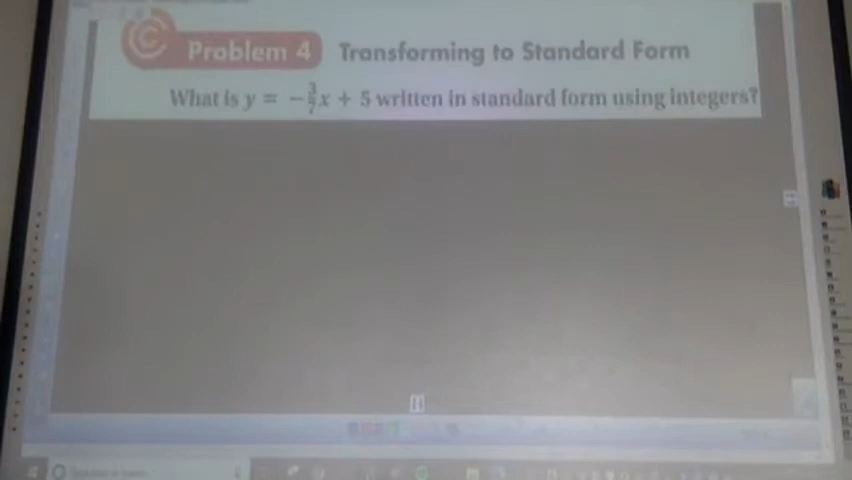 Problem 4 Transforming to Standard Form
What is y = -3/7x + 5 written in standard form using integers?